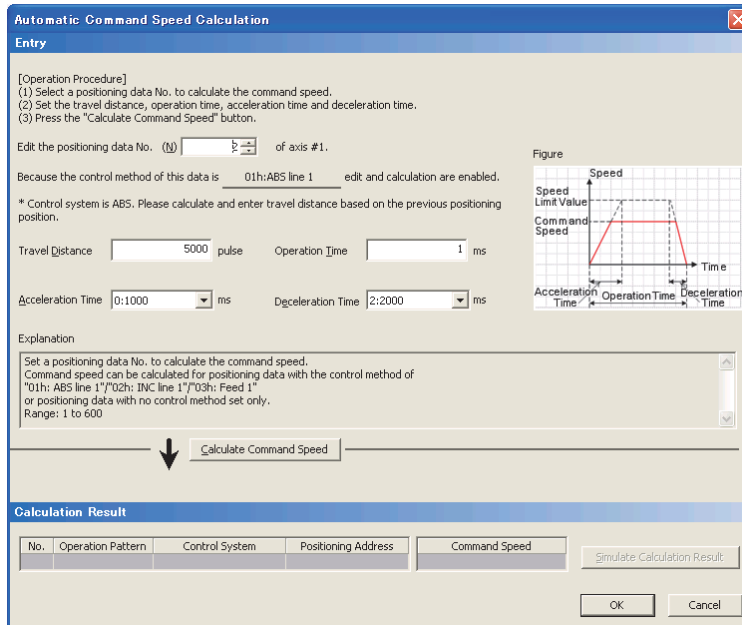 Automatic Command Speed Calculation
Entry
[Operation Procedure]
(1) Select a positioning data No. to calculate the command speed.
(2) Set the travel distance, operation time, acceleration time and deceleration time.
(3) Press the "Calculate Command Speed" button.
Edit the positioning data No. (N) of axis #1.
Because the control method of this data is 01h:ABS line 1 edit and calculation are enabled.
* Control system is ABS. Please calculate and enter travel distance based on the previous positioning
position.
Travel Distance 5000 pulse Operation Time 1 ms
Acceleration Time 0:1000 ms Deceleration Time 2:2000 ms
Figure
Speed
Speed
Limit Value
Command
Speed
Time
Acceleration Time
Operation Time
Deceleration Time
Explanation
Set a positioning data No. to calculate the command speed.
Command speed can be calculated for positioning data with the control method of
"01h: ABS line 1"/"02h: INC line 1"/"03h: Feed 1"
or positioning data with no control method set only.
Range: 1 to 600
Calculate Command Speed
Calculation Result
No. Operation Pattern Control System Positioning Address Command Speed
Simulate Calculation Result
OK Cancel